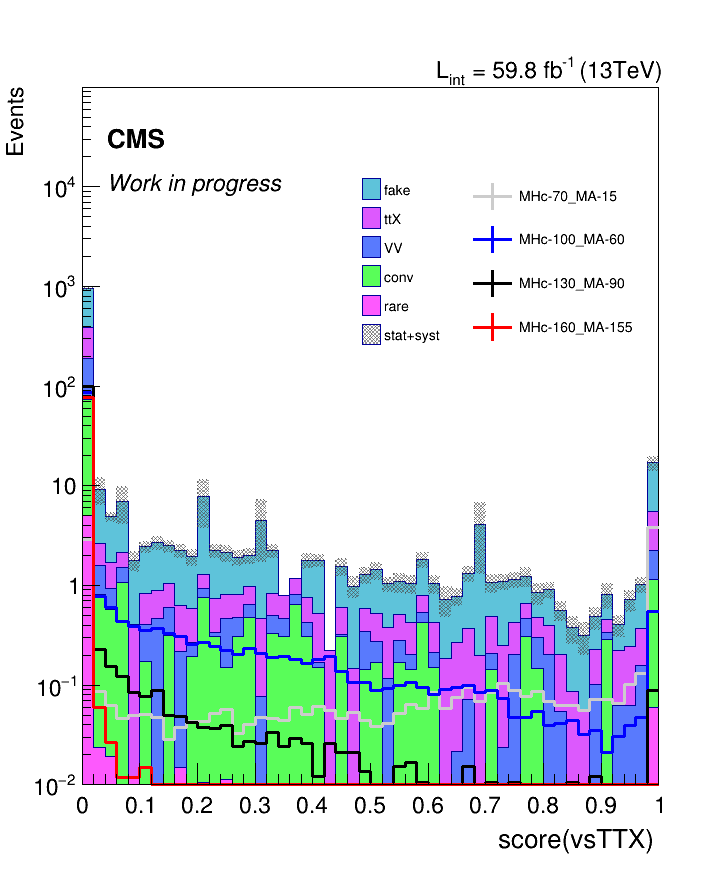 L_int = 59.8 fb^-1 (13TeV)
Events
CMS
Work in progress
fake
ttX
VV
conv
rare
stat+syst
MHc-70_MA-15
MHc-100_MA-60
MHc-130_MA-90
MHc-160_MA-155
10^4
10^3
10^2
10
1
10^-1
10^-2
0 0.1 0.2 0.3 0.4 0.5 0.6 0.7 0.8 0.9 1
score(vsTTX)